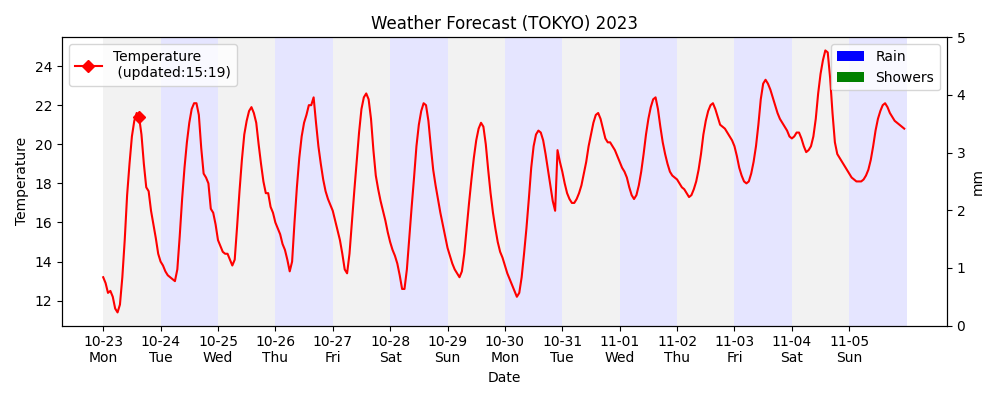 Weather Forecast (TOKYO) 2023
Temperature
(updated:15:19)
Rain
Showers
Temperature
24
22
20
18
16
14
12
5
4
3
2
1
0
mm
10-23 10-24 10-25 10-26 10-27 10-28 10-29 10-30 10-31 11-01 11-02 11-03 11-04 11-05
Mon Tue Wed Thu Fri Sat Sun Mon Tue Wed Thu Fri Sat Sun
Date